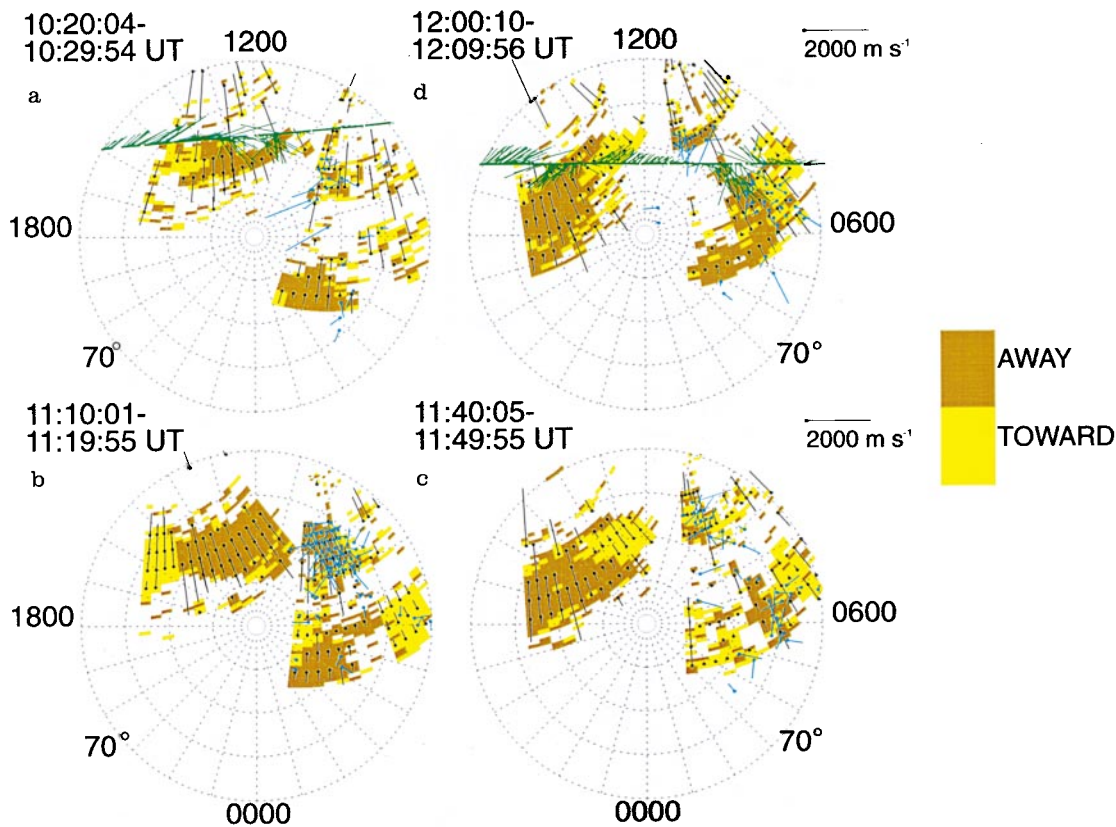 10:20:04-
10:29:54 UT
1200
a
1800
70°
12:00:10-
12:09:56 UT
1200
2000 m s⁻¹
d
0600
70°
AWAY
TOWARD
11:10:01-
11:19:55 UT
b
1800
70°
0000
11:40:05-
11:49:55 UT
2000 m s⁻¹
c
0600
70°
0000